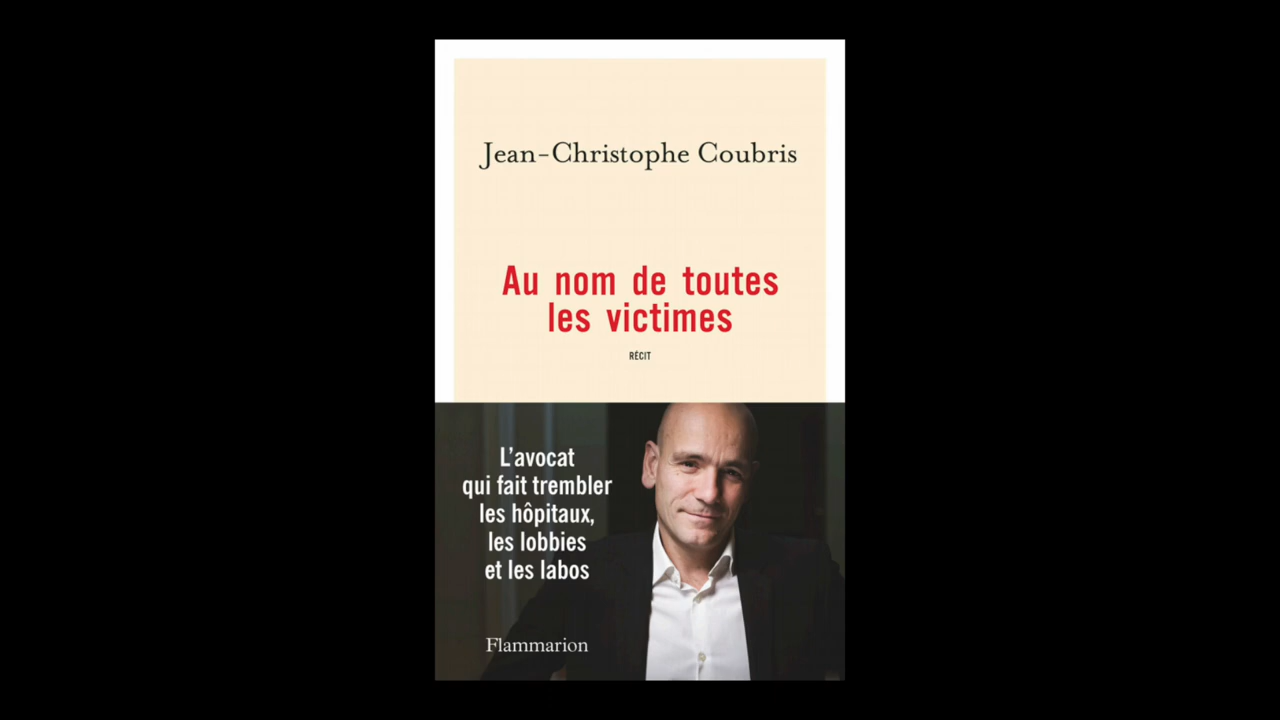 Jean-Christophe Coubris
Au nom de toutes
les victimes
RÉCIT
L'avocat
qui fait trembler
les hôpitaux,
les lobbies
et les labos
Flammarion